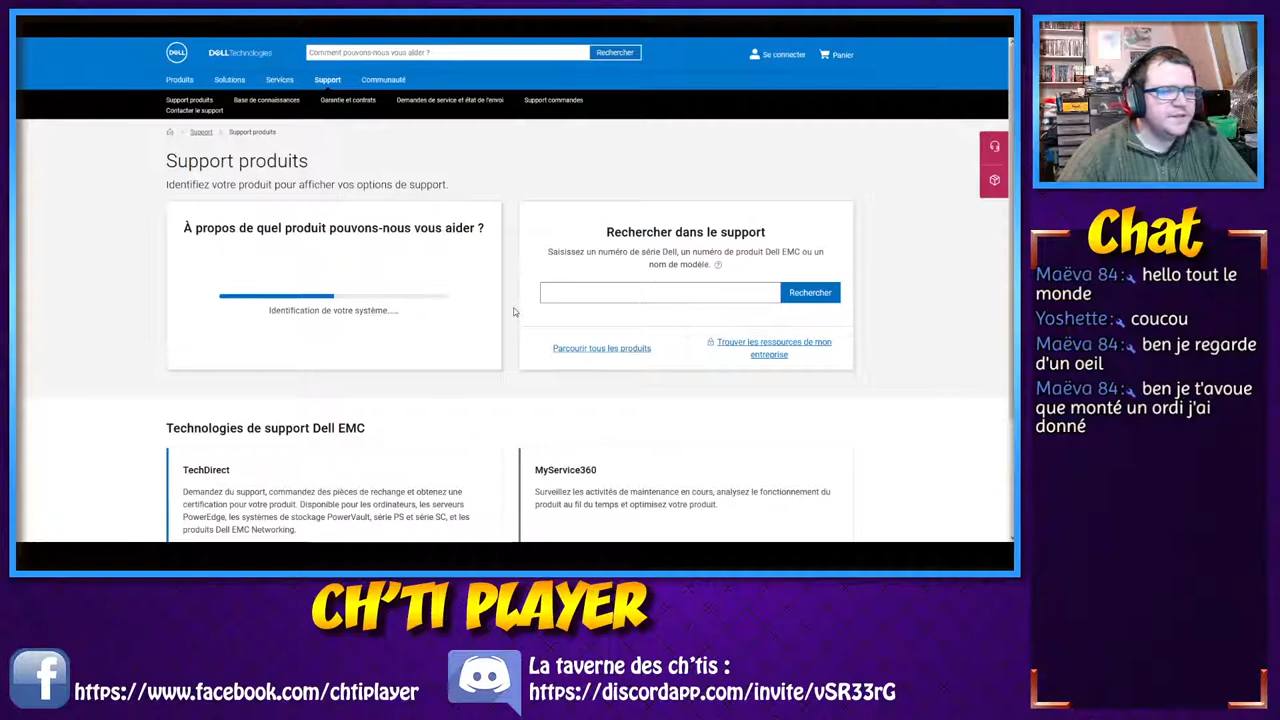 DELL
DELLTechnologies
Comment pouvons-nous vous aider ?
Rechercher
Se connecter
Panier
Produits
Solutions
Services
Support
Communauté
Support produits
Base de connaissances
Garantie et contrats
Demandes de service et état de l'envoi
Support commandes
Contacter le support
Support
Support produits
Support produits
Identifiez votre produit pour afficher vos options de support.
À propos de quel produit pouvons-nous vous aider ?
Identification de votre système.....
Rechercher dans le support
Saisissez un numéro de série Dell, un numéro de produit Dell EMC ou un
nom de modèle.
Rechercher
Parcourir tous les produits
Trouver les ressources de mon
entreprise
Technologies de support Dell EMC
TechDirect
Demandez du support, commandez des pièces de rechange et obtenez une
certification pour votre produit. Disponible pour les ordinateurs, les serveurs
PowerEdge, les systèmes de stockage PowerVault, série PS et série SC, et les
produits Dell EMC Networking.
MyService360
Surveillez les activités de maintenance en cours, analysez le fonctionnement du
produit au fil du temps et optimisez votre produit.
Chat
Maëva 84: hello tout le
monde
Yoshette: coucou
Maëva 84: ben je regarde
d'un oeil
Maëva 84: ben je t'avoue
que monté un ordi j'ai
donné
CH'TI PLAYER
https://www.facebook.com/chtiplayer
La taverne des ch'tis :
https://discordapp.com/invite/vSR33rG